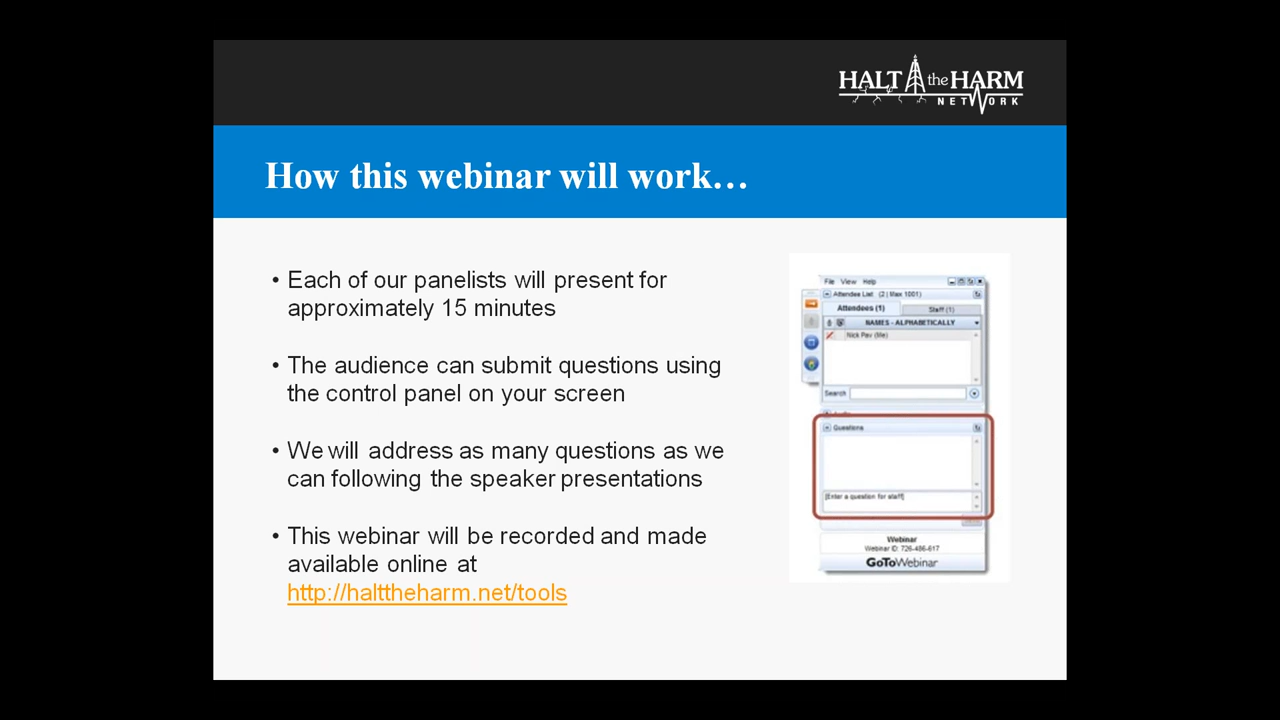 HALT the HARM
NETWORK
How this webinar will work…
• Each of our panelists will present for
approximately 15 minutes
• The audience can submit questions using
the control panel on your screen
• We will address as many questions as we
can following the speaker presentations
• This webinar will be recorded and made
available online at
http://halttheharm.net/tools
File View Help
Attendee List (2 | Max 1001)
Attendees (1)
Staff (1)
NAMES - ALPHABETICALLY
Nick Pav (Me)
Search
Audio
Questions
[Enter a question for staff]
Webinar
Webinar ID: 726-486-617
GoToWebinar